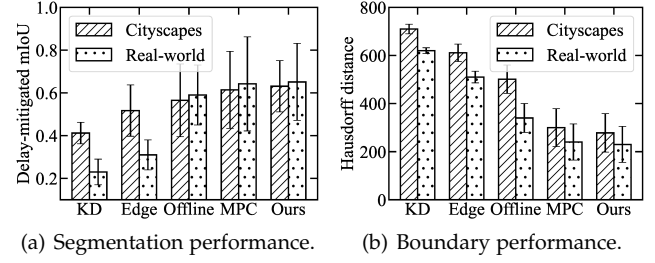 Delay-mitigated mIoU
1.0
0.8
0.6
0.4
0.2
Cityscapes
Real-world
KD Edge Offline MPC Ours
(a) Segmentation performance.
Hausdorff distance
800
600
400
200
0
Cityscapes
Real-world
KD Edge Offline MPC Ours
(b) Boundary performance.